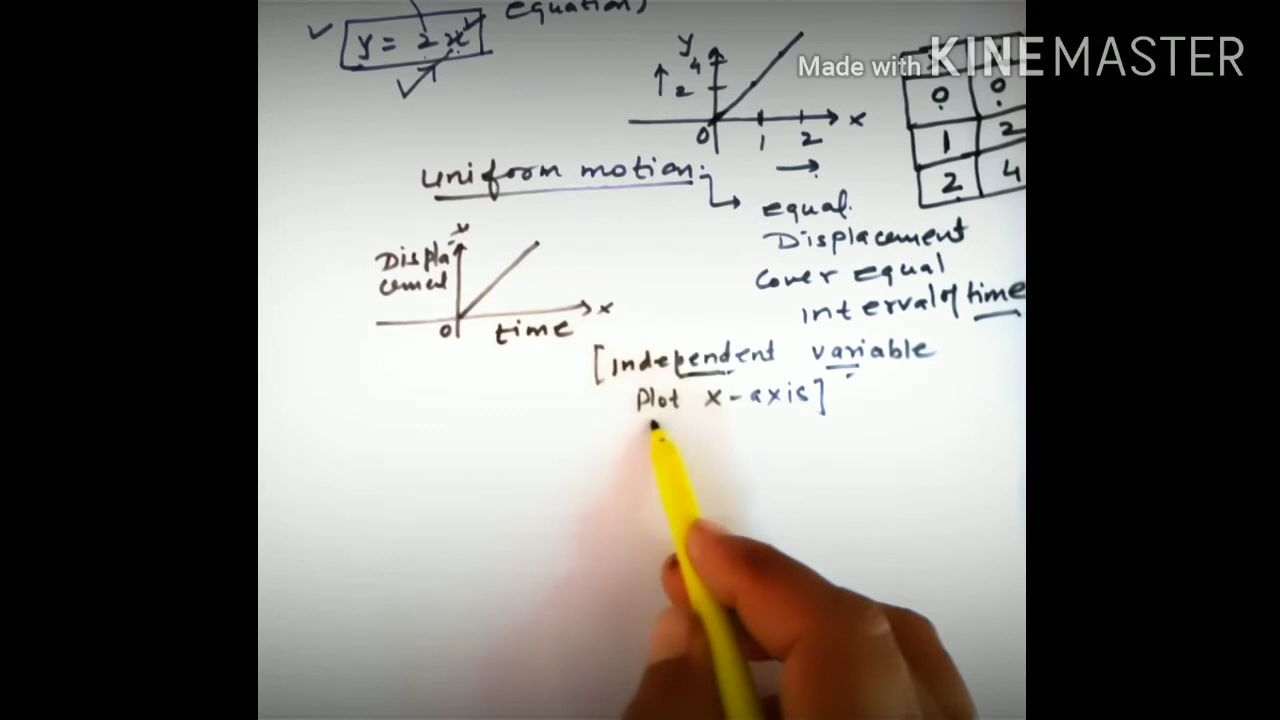 equation)
y = 2x
Made with KINEMASTER
y
4
2
0
1
2
x
0 0
1 2
2 4
uniform motion.
equal.
Displacement
cover equal
interval of time
y
Displa
cement
0
time
x
[Independent variable
Plot x-axis]